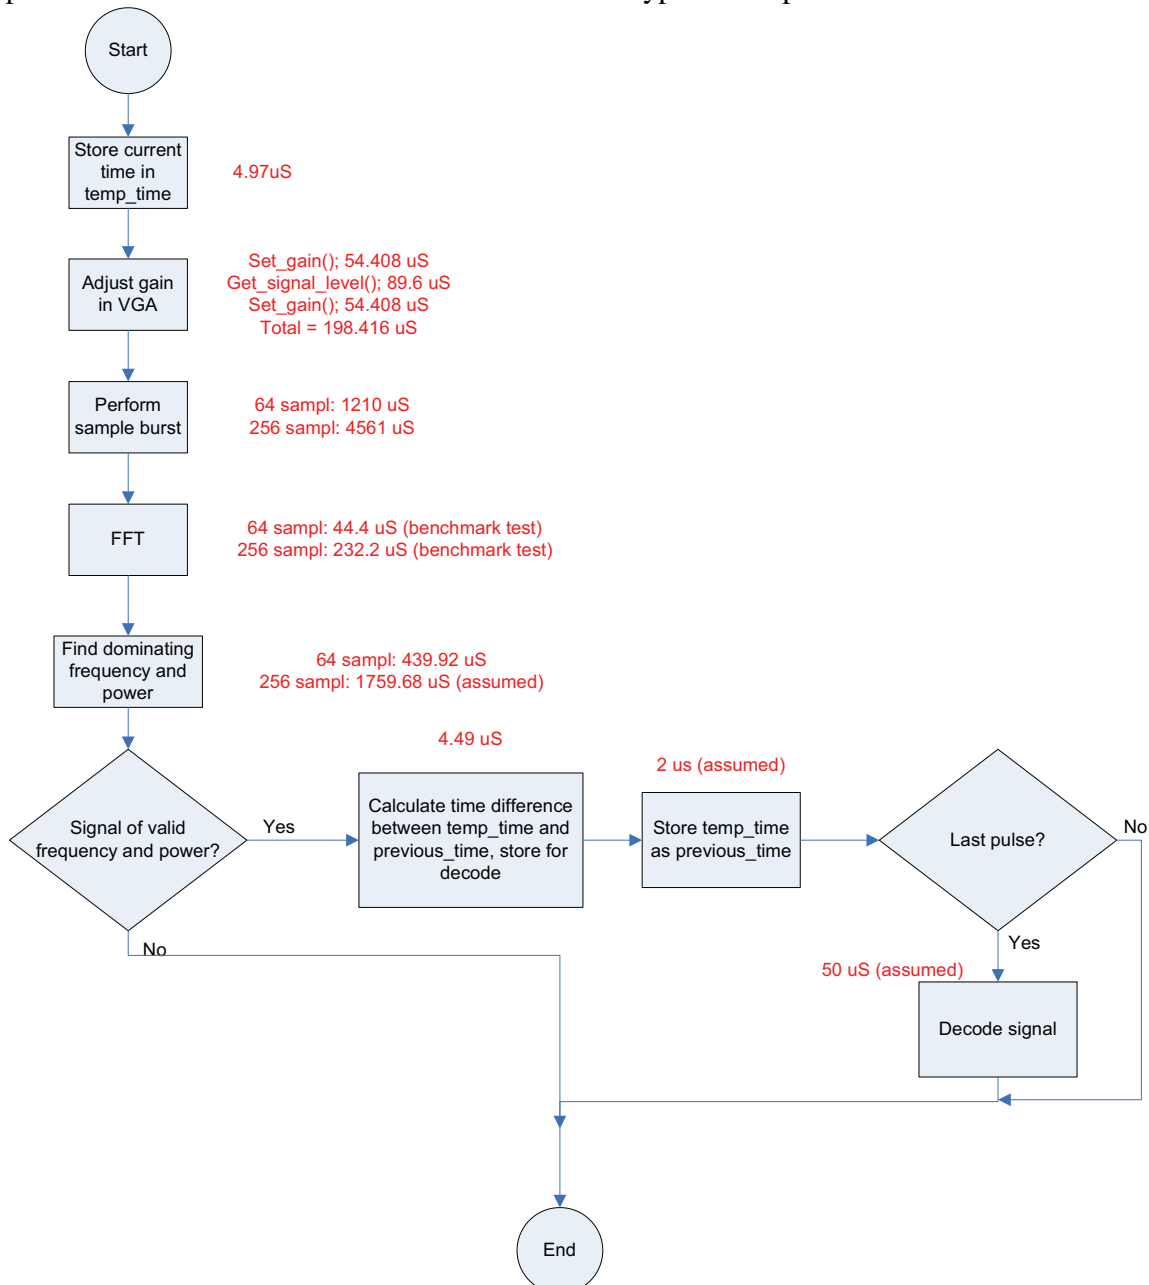 Start
Store current
time in
temp_time
4.97uS
Adjust gain
in VGA
Set_gain(); 54.408 uS
Get_signal_level(); 89.6 uS
Set_gain(); 54.408 uS
Total = 198.416 uS
Perform
sample burst
64 sampl: 1210 uS
256 sampl: 4561 uS
FFT
64 sampl: 44.4 uS (benchmark test)
256 sampl: 232.2 uS (benchmark test)
Find dominating
frequency and
power
64 sampl: 439.92 uS
256 sampl: 1759.68 uS (assumed)
Signal of valid
frequency and power?
Yes
No
4.49 uS
Calculate time difference
between temp_time and
previous_time, store for
decode
2 us (assumed)
Store temp_time
as previous_time
Last pulse?
No
Yes
50 uS (assumed)
Decode signal
End